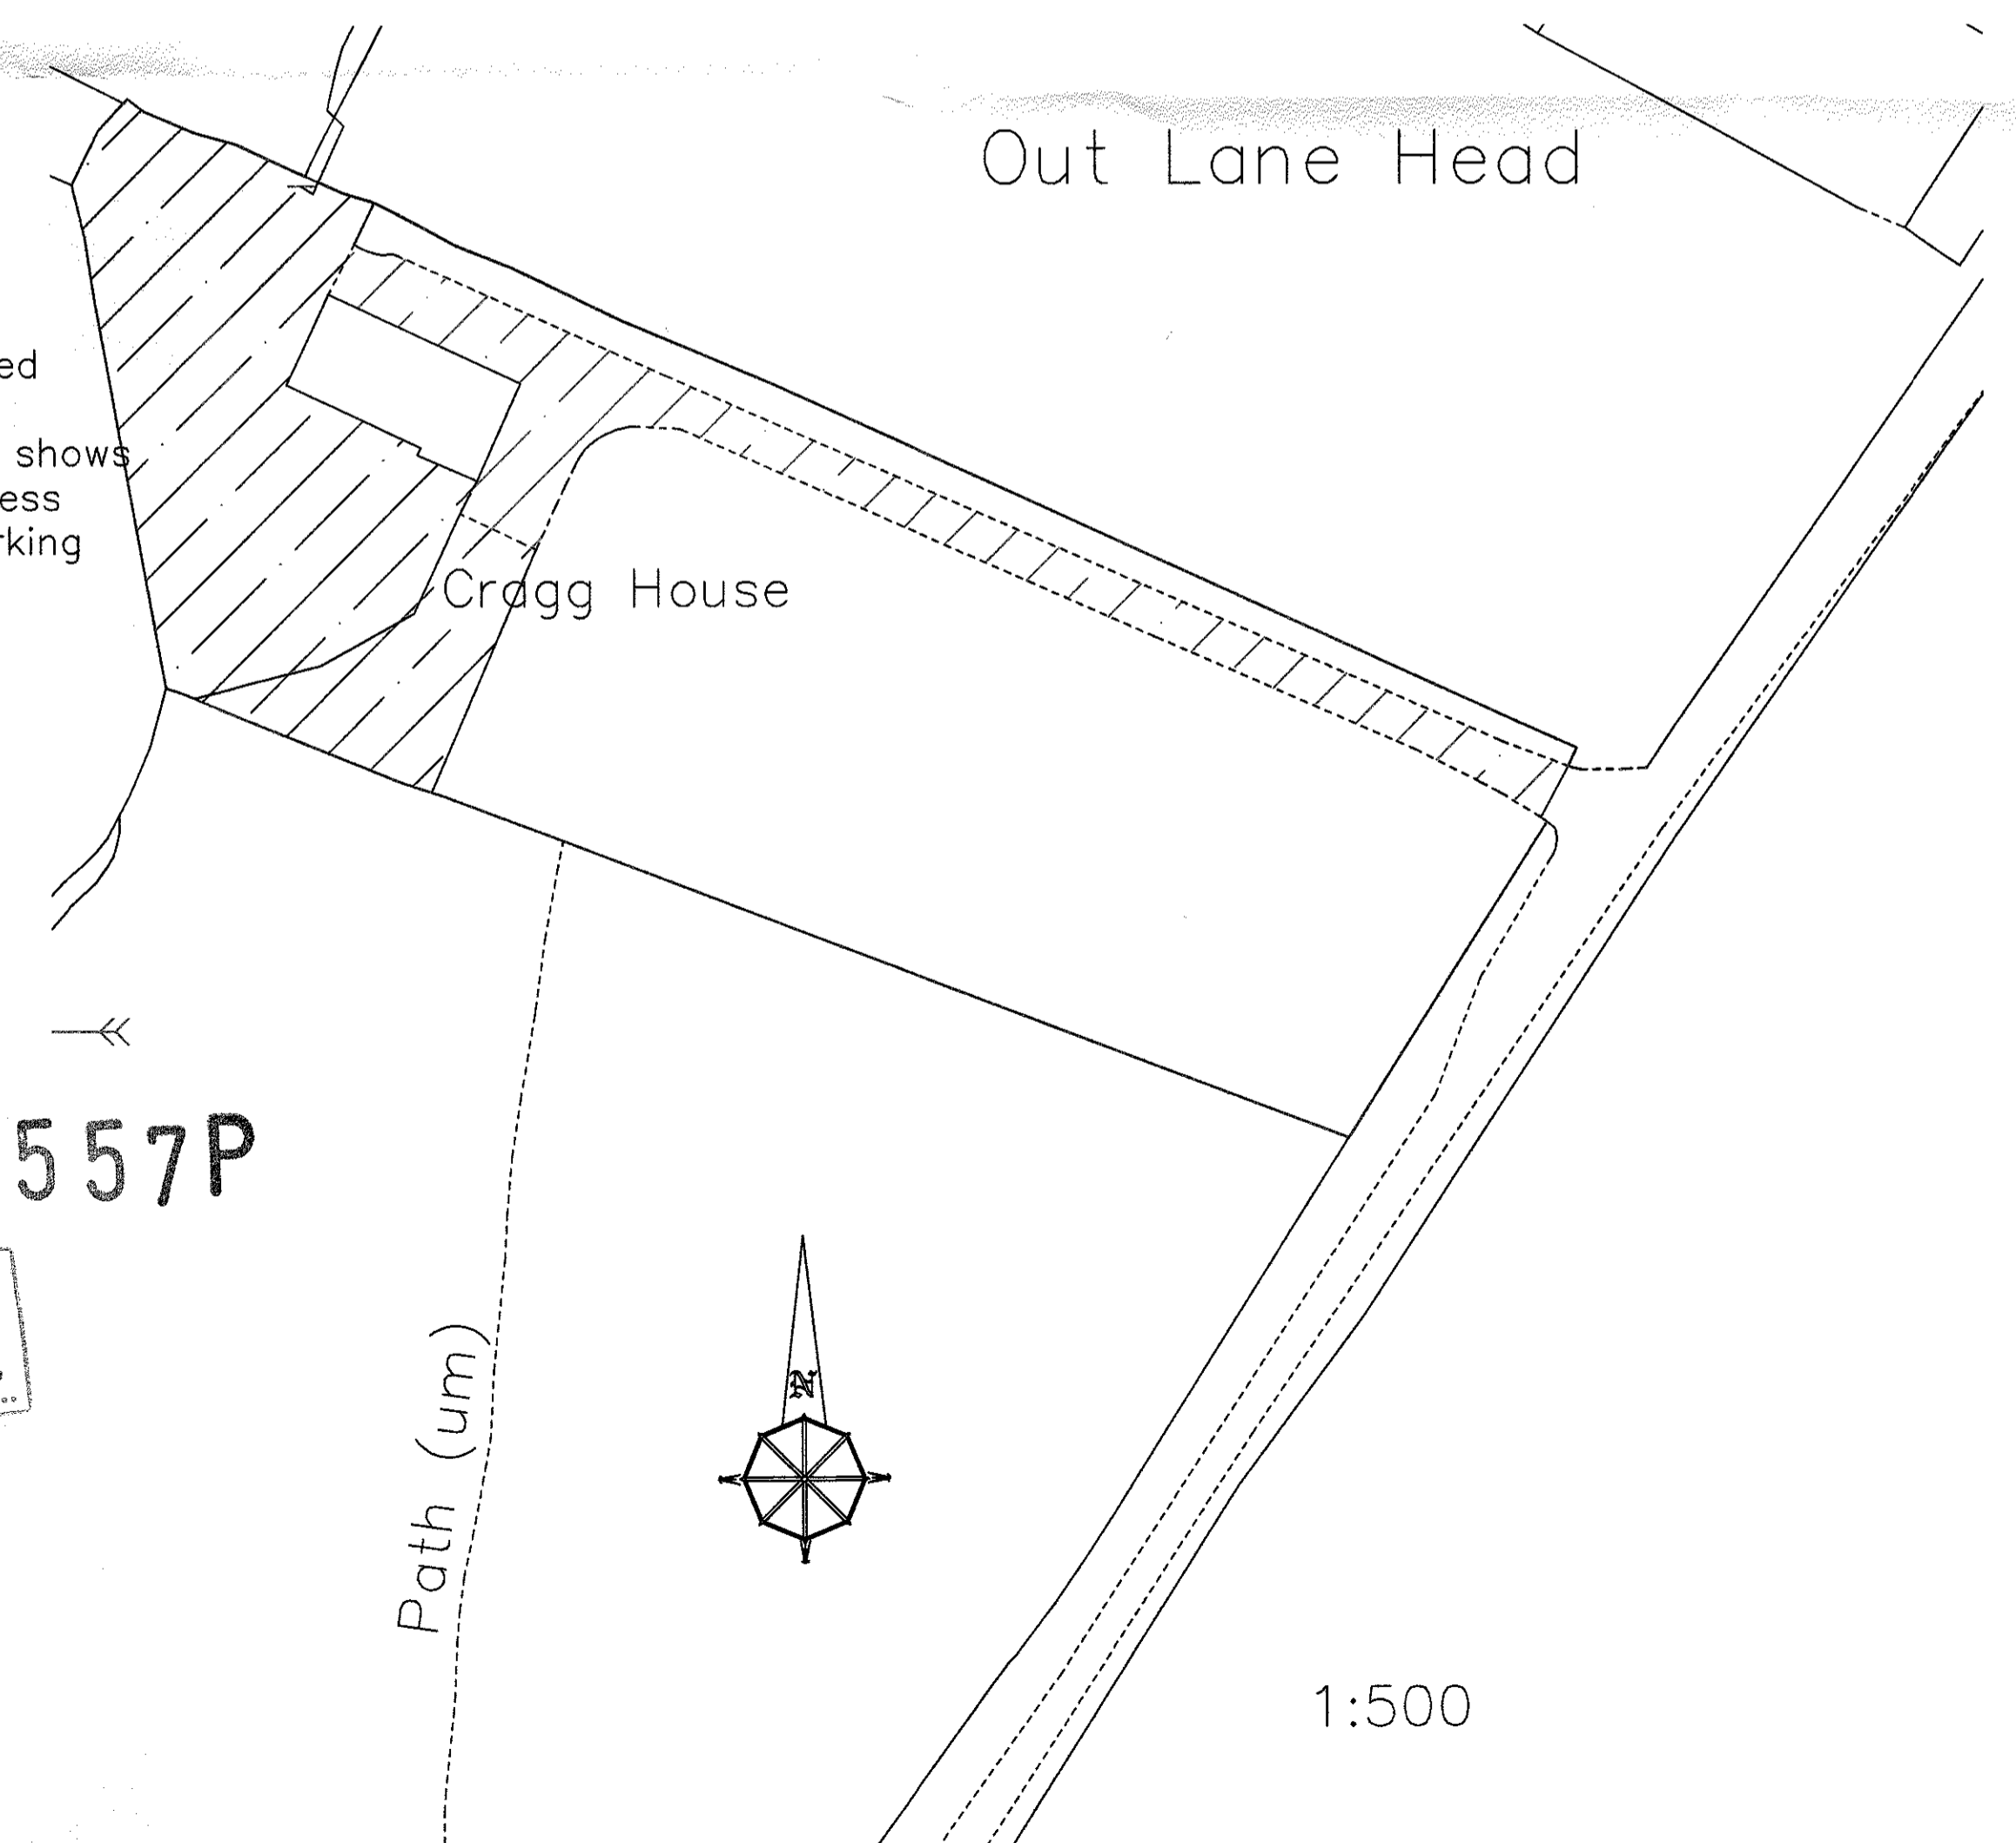 Out Lane Head
ed
shows
ess
rking
Cragg House
557P
Path (um)
N
1:500